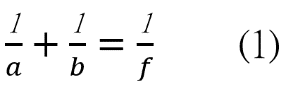 1/a + 1/b = 1/f (1)